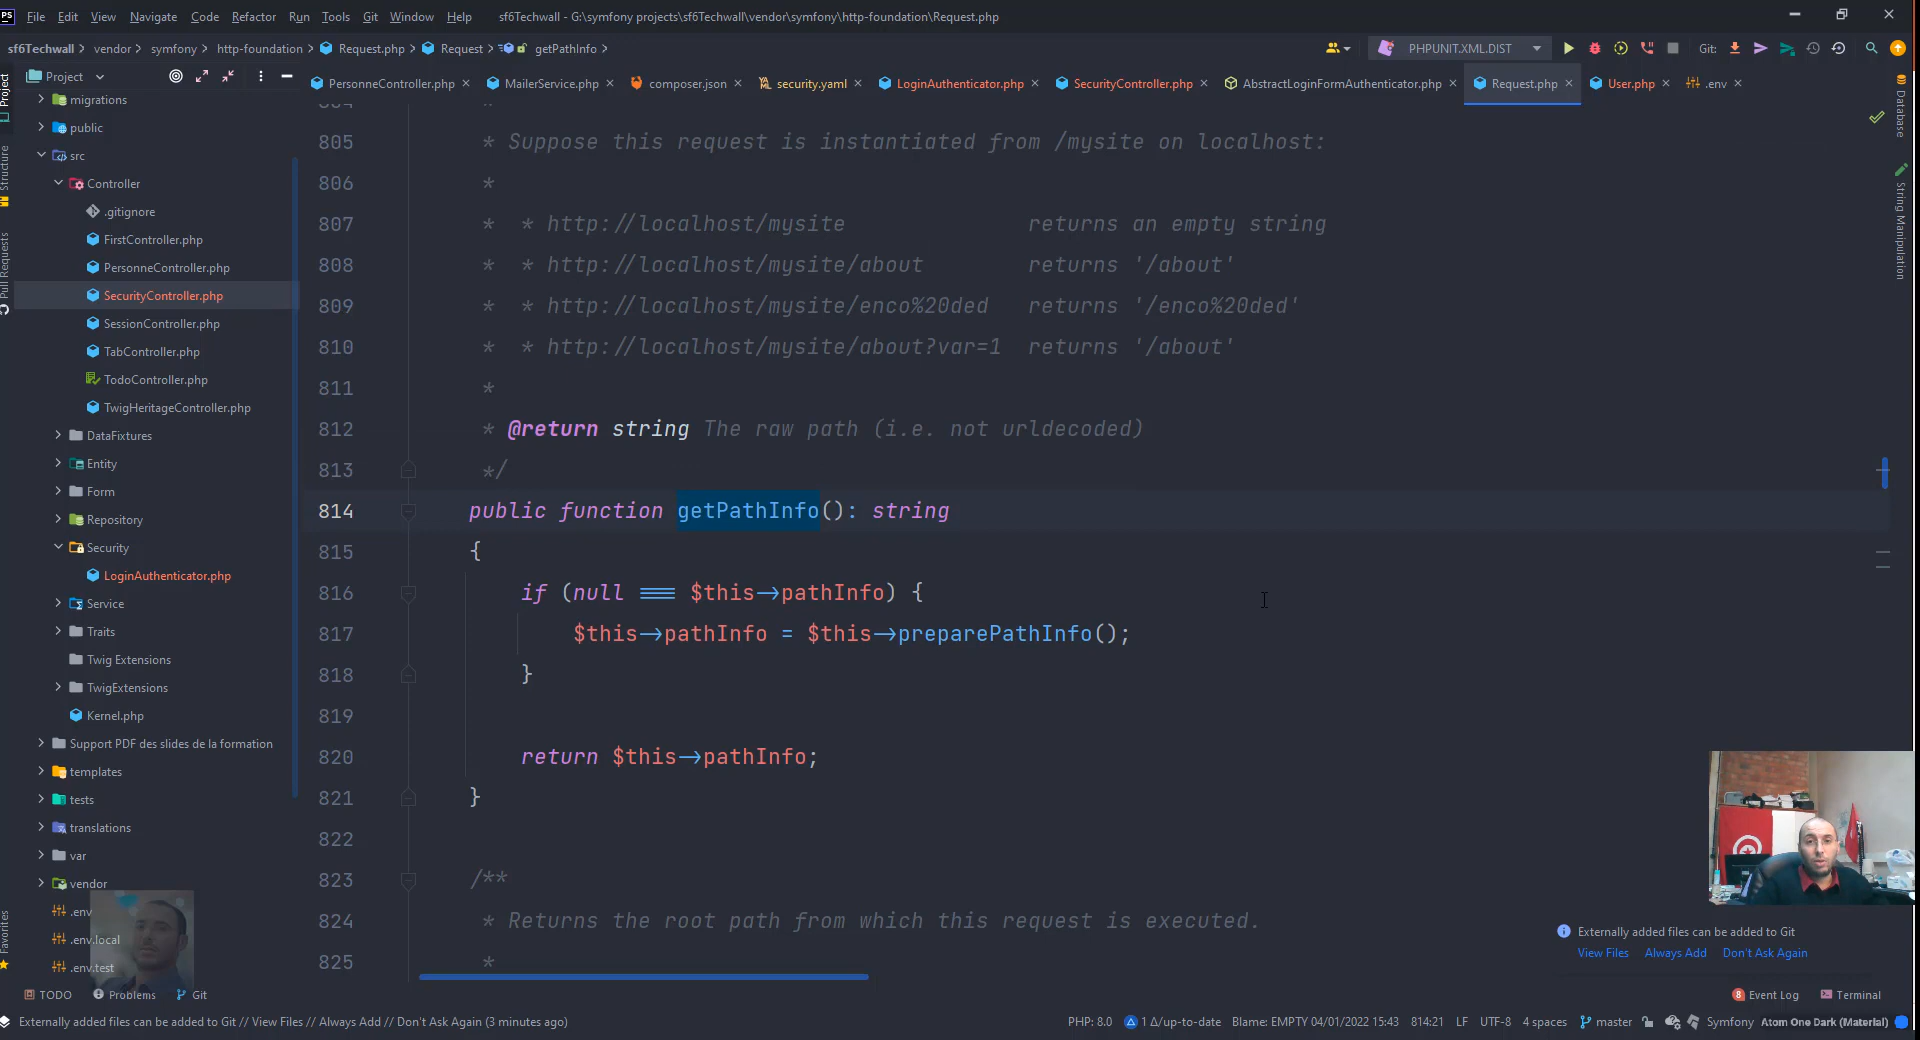 PS File Edit View Navigate Code Refactor Run Tools Git Window Help sf6Techwall - G:\symfony projects\sf6Techwall\vendor\symfony\http-foundation\Request.php
sf6Techwall vendor symfony http-foundation Request.php Request getPathInfo PHPUNIT.XML.DIST Git:
Project
PersonneController.php MailerService.php composer.json security.yaml LoginAuthenticator.php SecurityController.php AbstractLoginFormAuthenticator.php Request.php User.php .env
Project
Structure
Pull Requests
Favorites
migrations
public
src
Controller
.gitignore
FirstController.php
PersonneController.php
SecurityController.php
SessionController.php
TabController.php
TodoController.php
TwigHeritageController.php
DataFixtures
Entity
Form
Repository
Security
LoginAuthenticator.php
Service
Traits
Twig Extensions
TwigExtensions
Kernel.php
Support PDF des slides de la formation
templates
tests
translations
var
vendor
.env
.env.local
.env.test
804 *
805 * Suppose this request is instantiated from /mysite on localhost:
806 *
807 * * http://localhost/mysite returns an empty string
808 * * http://localhost/mysite/about returns '/about'
809 * * http://localhost/mysite/enco%20ded returns '/enco%20ded'
810 * * http://localhost/mysite/about?var=1 returns '/about'
811 *
812 * @return string The raw path (i.e. not urldecoded)
813 */
814 public function getPathInfo(): string
815 {
816 if (null === $this->pathInfo) {
817 $this->pathInfo = $this->preparePathInfo();
818 }
819
820 return $this->pathInfo;
821 }
822
823 /**
824 * Returns the root path from which this request is executed.
825 *
Database
String Manipulation
Externally added files can be added to Git
View Files Always Add Don't Ask Again
TODO Problems Git 8 Event Log Terminal
Externally added files can be added to Git // View Files // Always Add // Don't Ask Again (3 minutes ago) PHP: 8.0 1 Δ/up-to-date Blame: EMPTY 04/01/2022 15:43 814:21 LF UTF-8 4 spaces master Symfony Atom One Dark (Material)